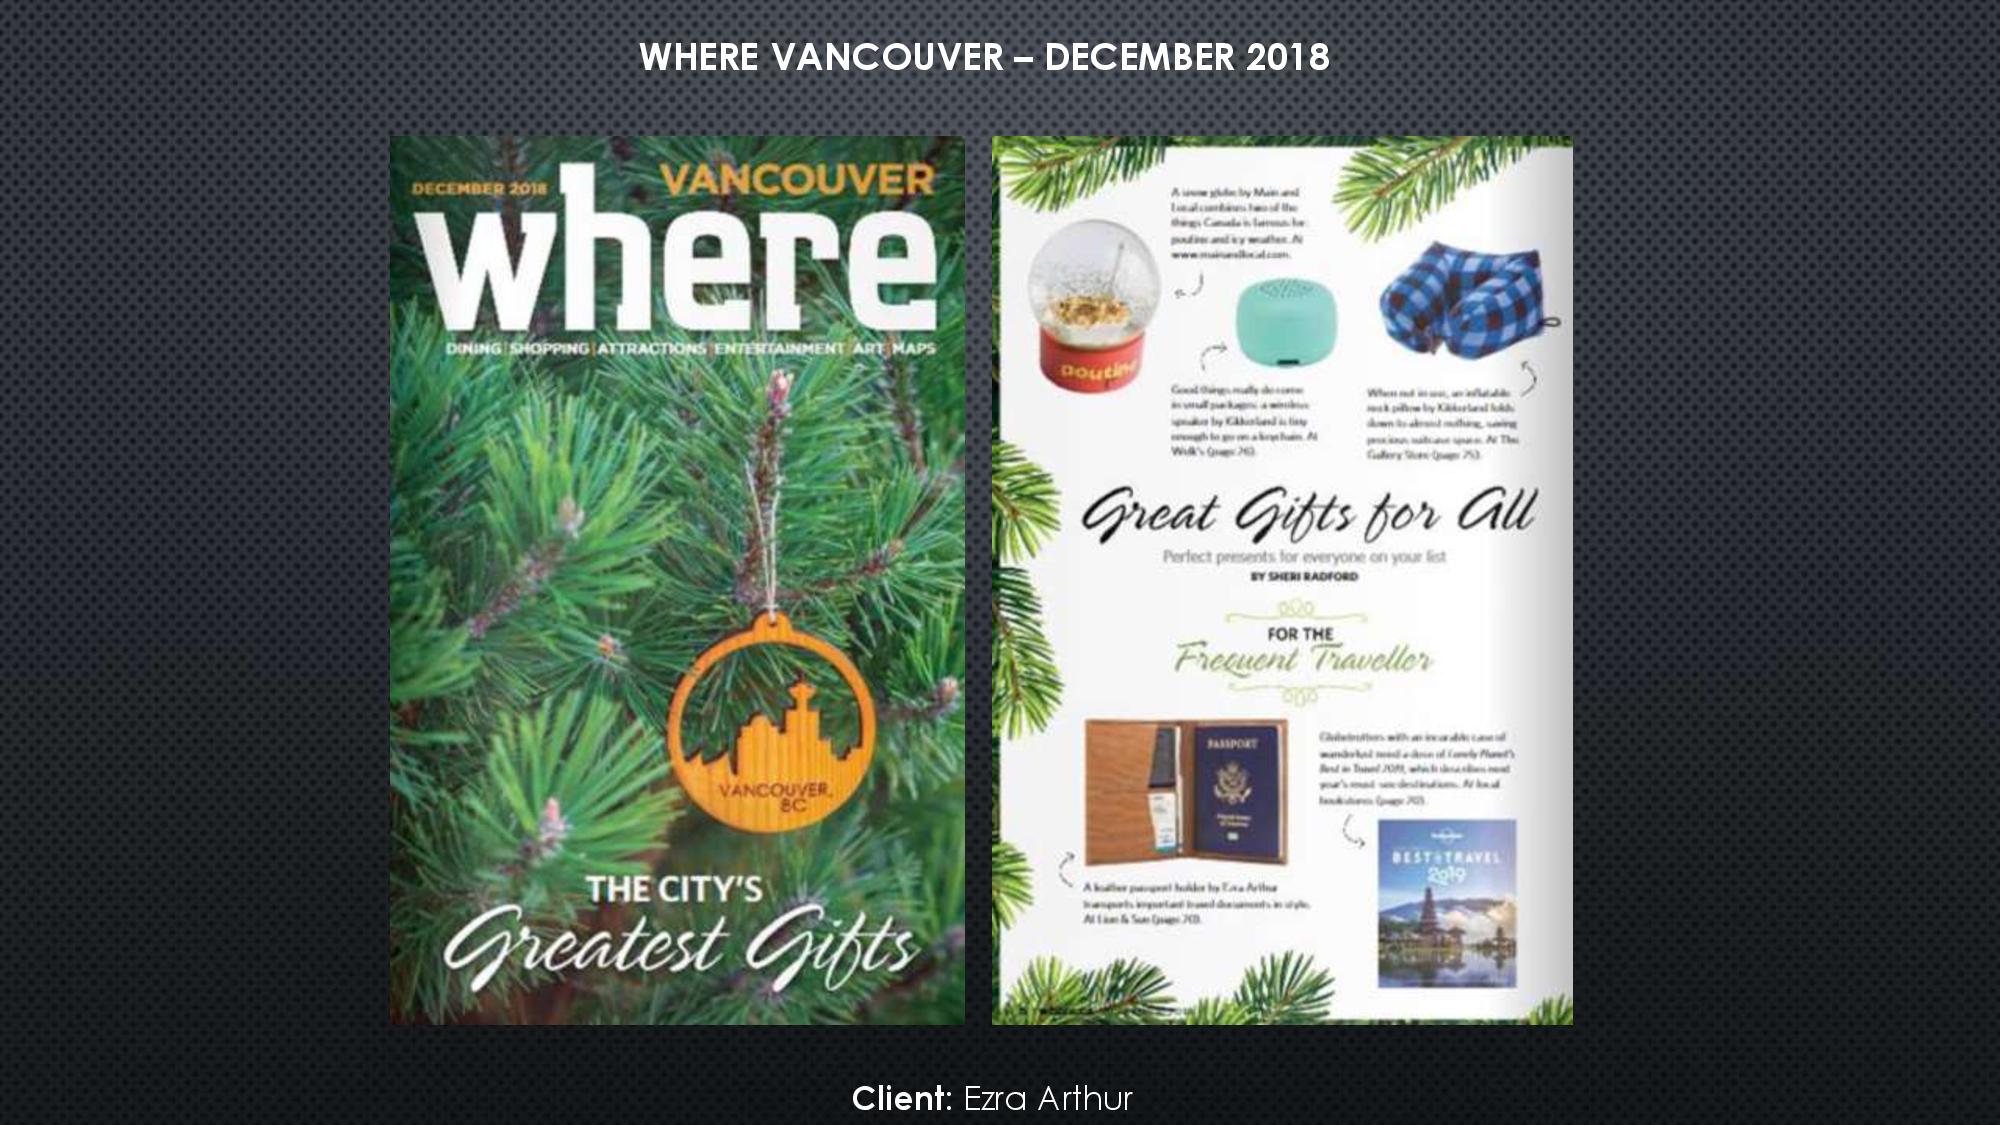 WHERE VANCOUVER – DECEMBER 2018
DECEMBER 2018
VANCOUVER
where
DINING | SHOPPING | ATTRACTIONS | ENTERTAINMENT | ART | MAPS
VANCOUVER,
BC
THE CITY'S
Greatest Gifts
A snow globe by Main and
Local combines two of the
things Canada is famous for:
poutine and icy weather. At
www.mainandlocal.com.
poutine
Good things really do come
in small packages: a wireless
speaker by Kikkerland is tiny
enough to go on a keychain. At
When not in use, an inflatable
neck pillow by Kikkerland folds
down to almost nothing, saving
precious suitcase space. At The
Gallery Store (page 75).
Great Gifts for All
Perfect presents for everyone on your list
BY SHERI RADFORD
FOR THE
Frequent Traveller
PASSPORT
United States
of America
Globetrotters with an incurable case of
wanderlust need a dose of Lonely Planet's
Best in Travel 2019, which describes next
year's must-see destinations. At local
bookstores (page 70).
A leather passport holder by Ezra Arthur
transports important travel documents in style.
At Lion & Sun (page 70).
BEST IN TRAVEL
2019
Client: Ezra Arthur